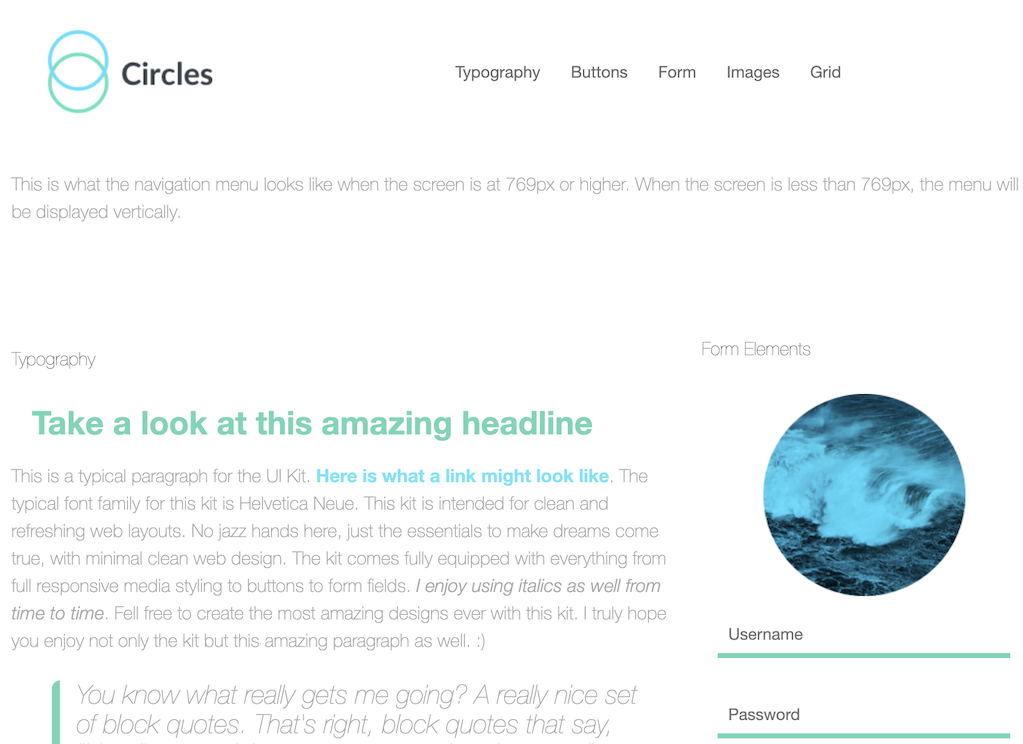 Circles
Typography Buttons Form Images Grid
This is what the navigation menu looks like when the screen is at 769px or higher. When the screen is less than 769px, the menu will
be displayed vertically.
Typography
Take a look at this amazing headline
This is a typical paragraph for the UI Kit. Here is what a link might look like. The
typical font family for this kit is Helvetica Neue. This kit is intended for clean and
refreshing web layouts. No jazz hands here, just the essentials to make dreams come
true, with minimal clean web design. The kit comes fully equipped with everything from
full responsive media styling to buttons to form fields. I enjoy using italics as well from
time to time. Fell free to create the most amazing designs ever with this kit. I truly hope
you enjoy not only the kit but this amazing paragraph as well. :)
You know what really gets me going? A really nice set
of block quotes. That's right, block quotes that say,
Form Elements
Username
Password